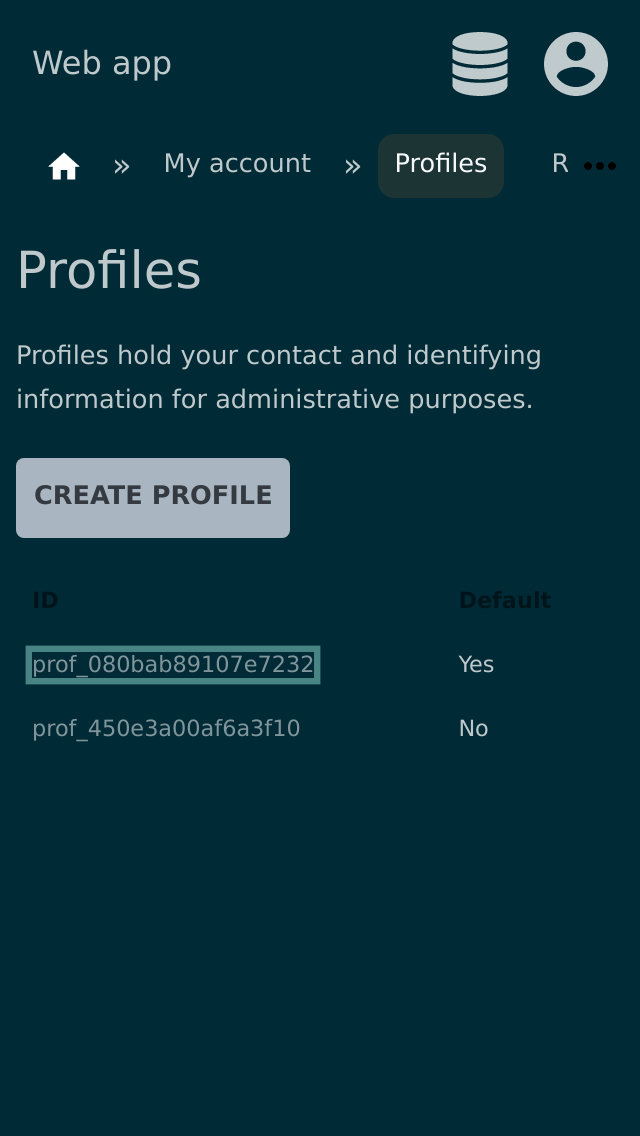 Web app
» My account » Profiles R •••
Profiles
Profiles hold your contact and identifying
information for administrative purposes.
CREATE PROFILE
ID Default
prof_080bab89107e7232 Yes
prof_450e3a00af6a3f10 No